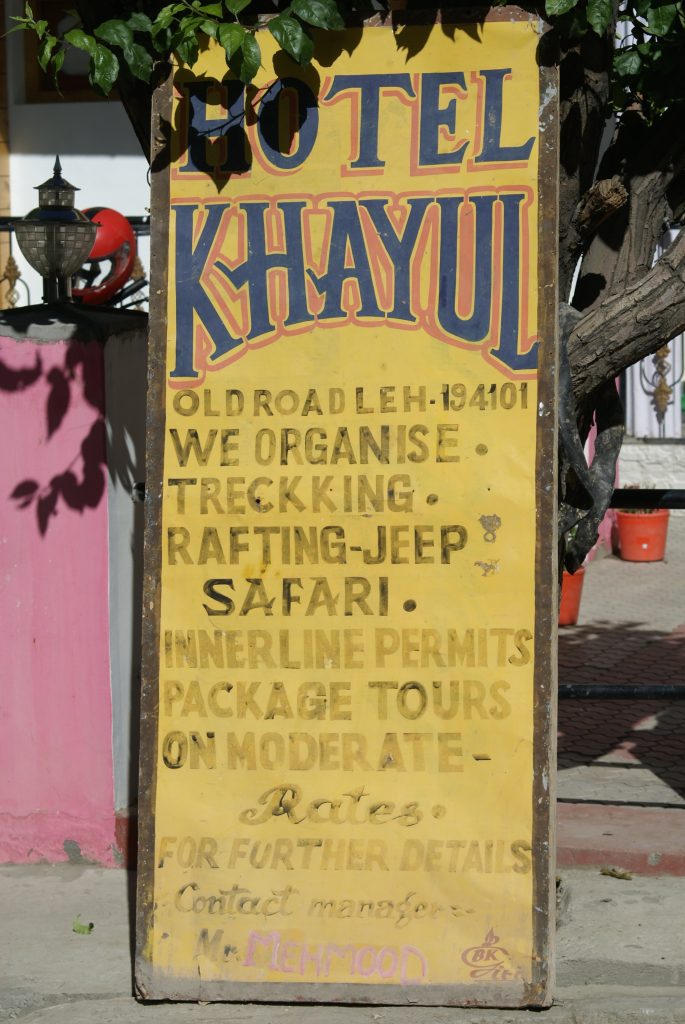 HOTEL
KHAYUL
OLD ROAD LEH-194101
WE ORGANISE.
TRECKKING.
RAFTING-JEEP
SAFARI.
INNERLINE PERMITS
PACKAGE TOURS
ON MODERATE-
Rates.
FOR FURTHER DETAILS
Contact manager:-
Mr. MEHMOOD
BK